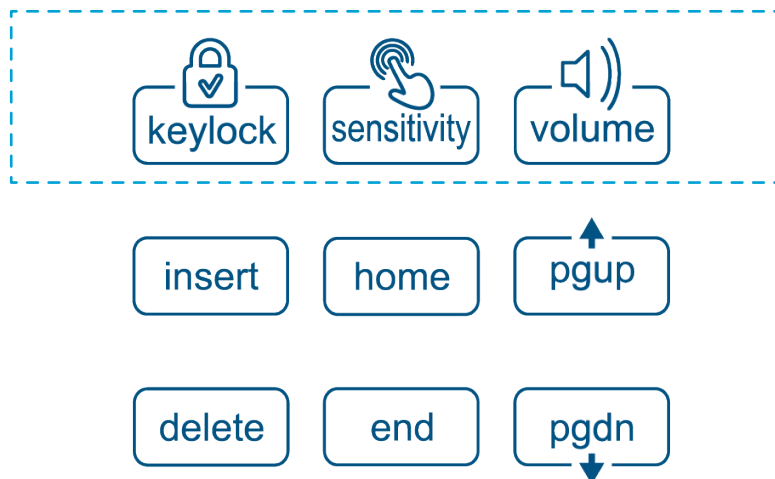 keylock sensitivity volume
insert home pgup
delete end pgdn